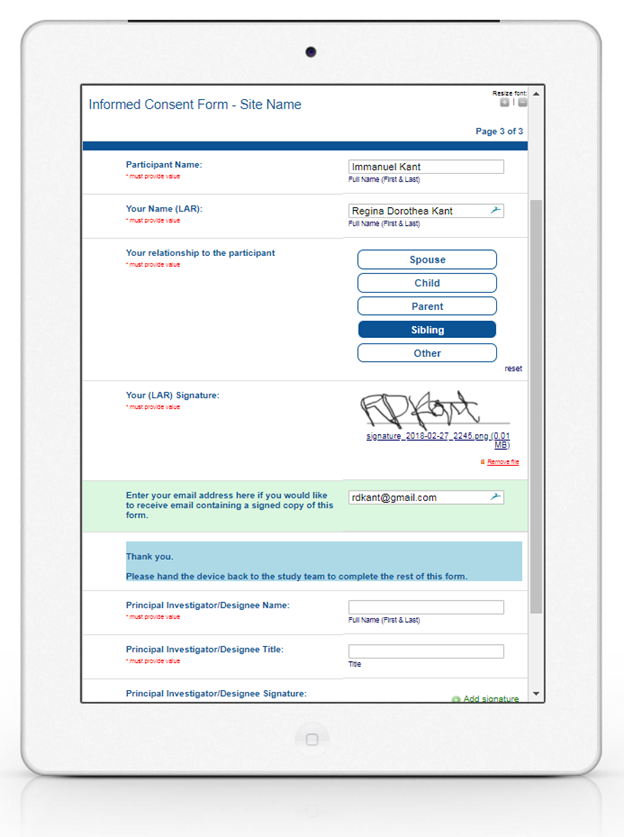 Resize font:
Informed Consent Form - Site Name
Page 3 of 3
Participant Name:
* must provide value
Immanuel Kant
Full Name (First & Last)
Your Name (LAR):
* must provide value
Regina Dorothea Kant
Full Name (First & Last)
Your relationship to the participant
* must provide value
Spouse
Child
Parent
Sibling
Other
reset
Your (LAR) Signature:
* must provide value
RD Kant
signature_2018-02-27_2245.png (0.01
MB)
Remove file
Enter your email address here if you would like
to receive email containing a signed copy of this
form.
rdkant@gmail.com
Thank you.
Please hand the device back to the study team to complete the rest of this form.
Principal Investigator/Designee Name:
* must provide value
Full Name (First & Last)
Principal Investigator/Designee Title:
* must provide value
Title
Principal Investigator/Designee Signature:
Add signature